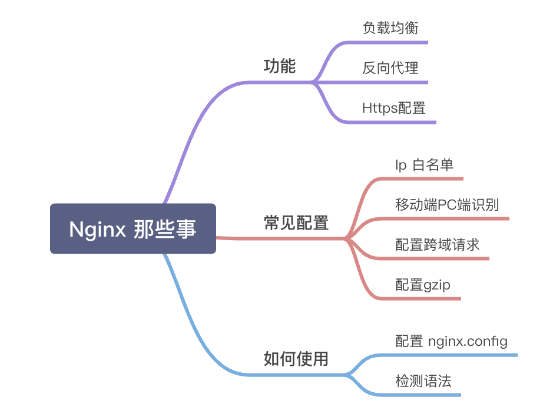 Nginx 那些事
功能
负载均衡
反向代理
Https配置
常见配置
Ip 白名单
移动端PC端识别
配置跨域请求
配置gzip
如何使用
配置 nginx.config
检测语法